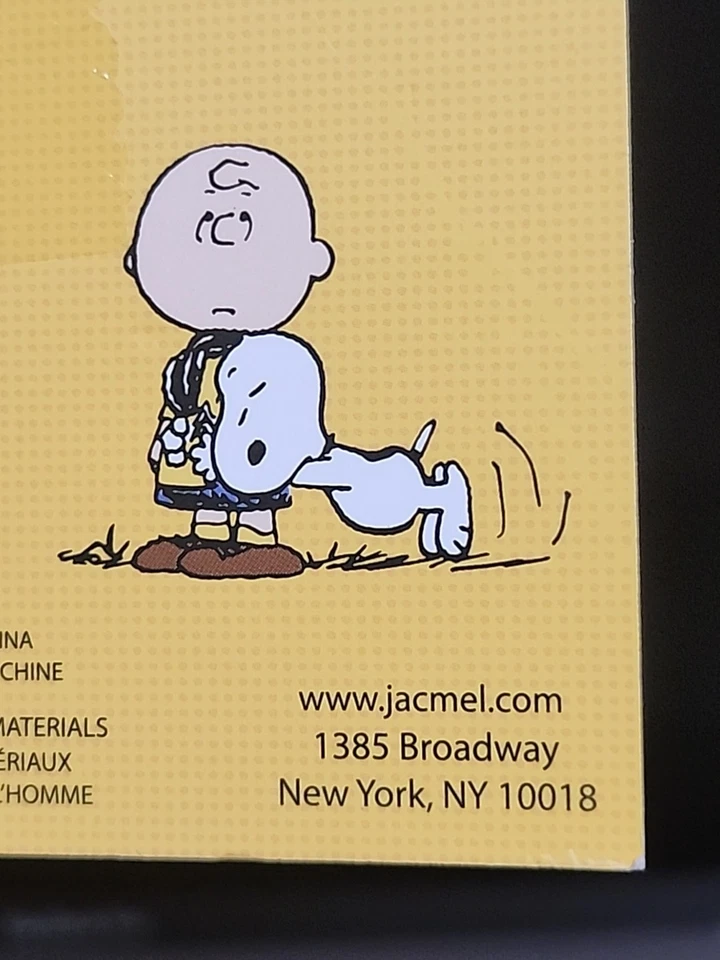 INA
CHINE
MATERIALS
ÉRIAUX
L'HOMME
www.jacmel.com
1385 Broadway
New York, NY 10018